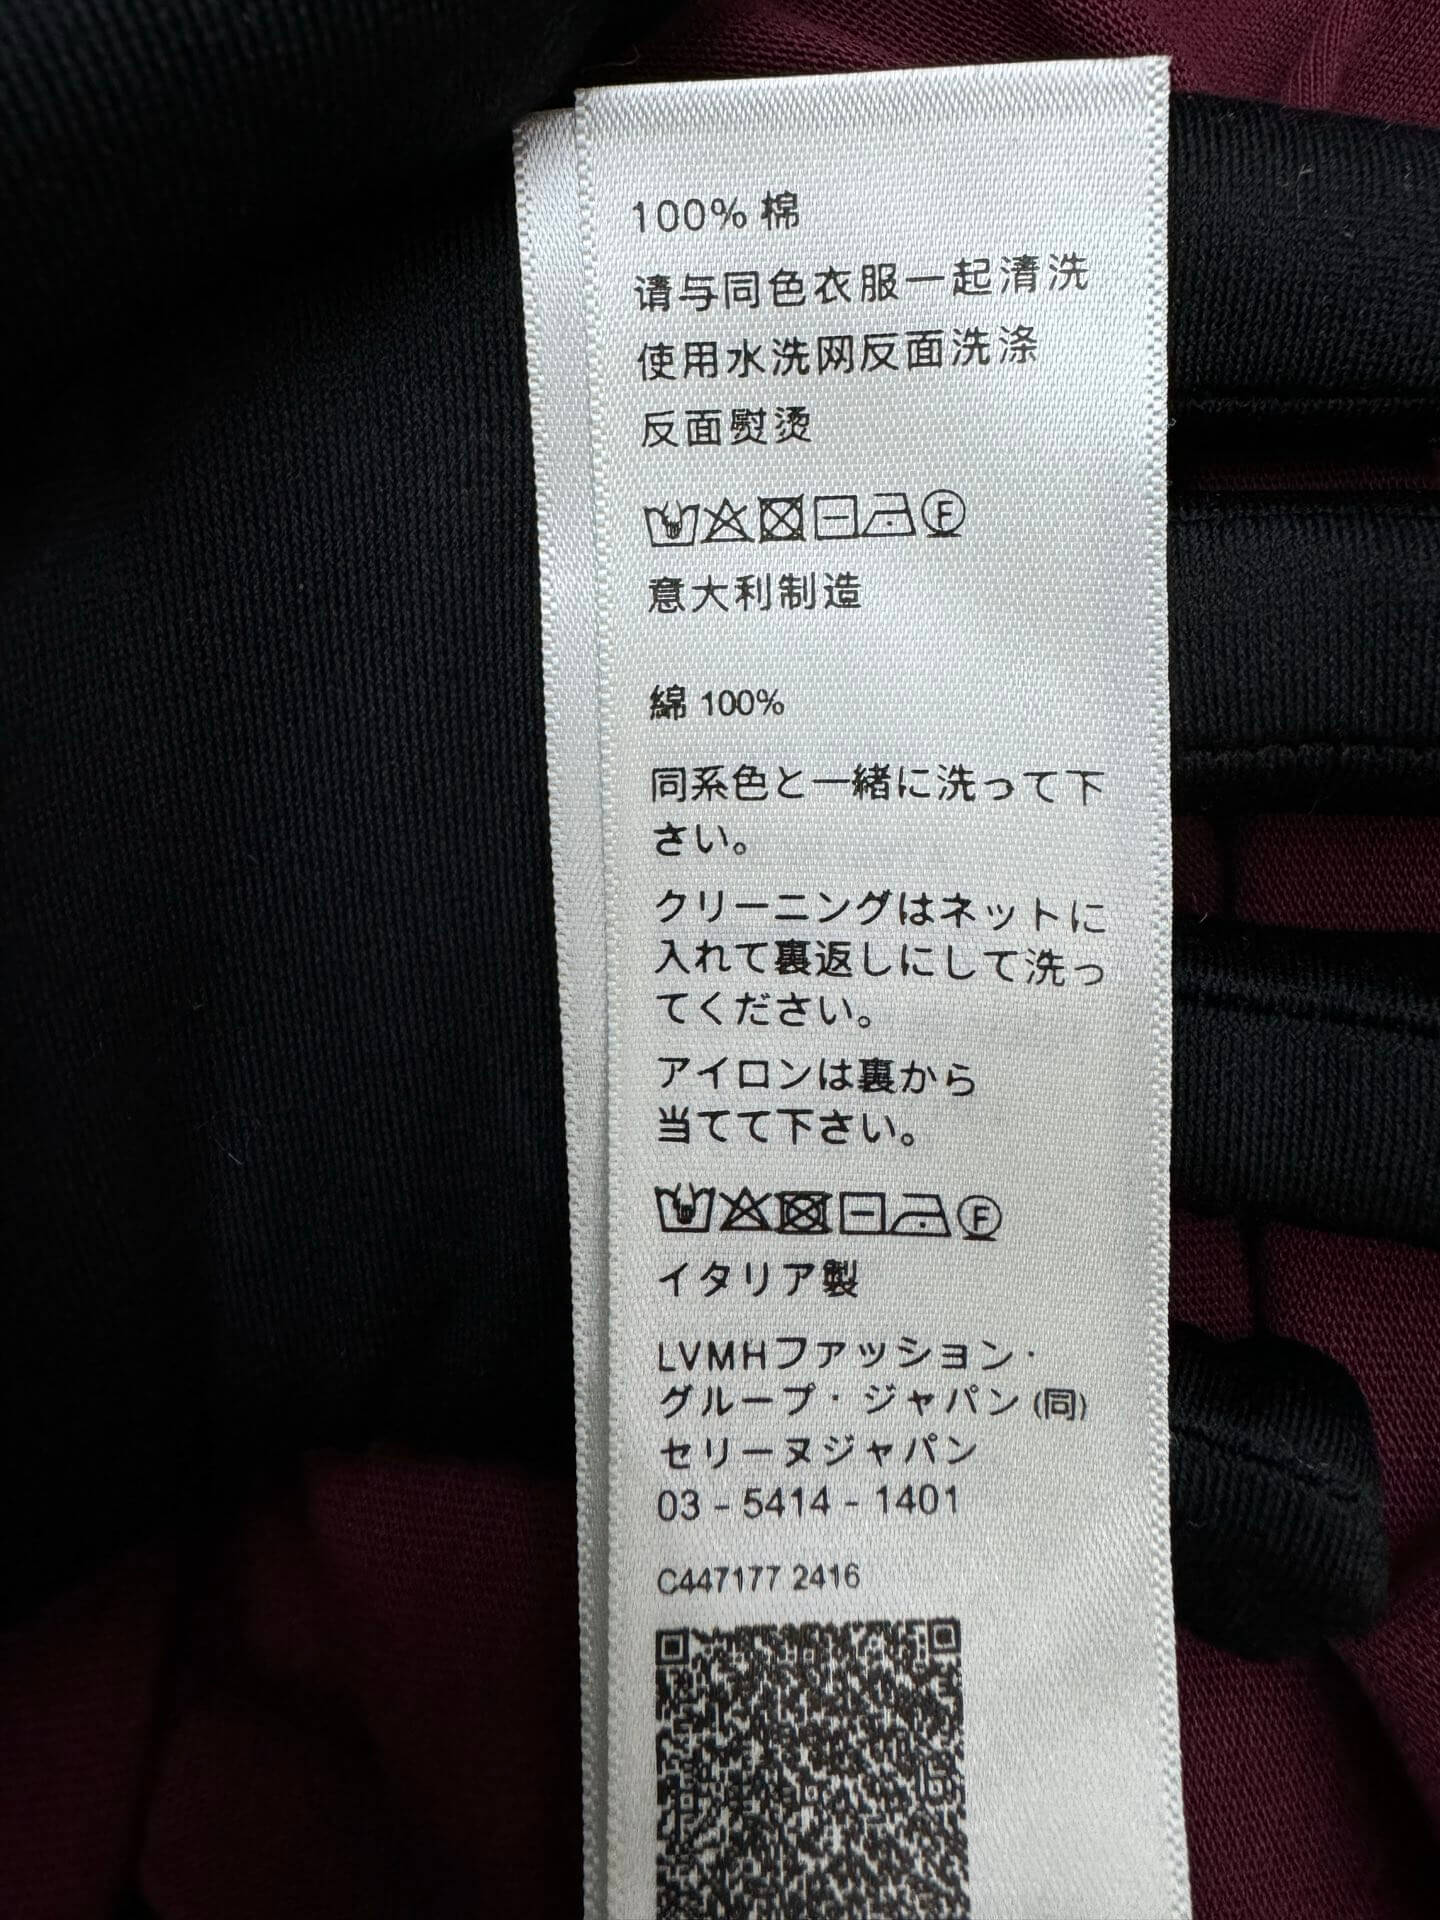 100% 棉
请与同色衣服一起清洗
使用水洗网反面洗涤
反面熨烫
F
意大利制造
綿 100%
同系色と一緒に洗って下
さい。
クリーニングはネットに
入れて裏返しにして洗っ
てください。
アイロンは裏から
当てて下さい。
F
イタリア製
LVMHファッション・
グループ・ジャパン(同)
セリーヌジャパン
03 - 5414 - 1401
C447177 2416